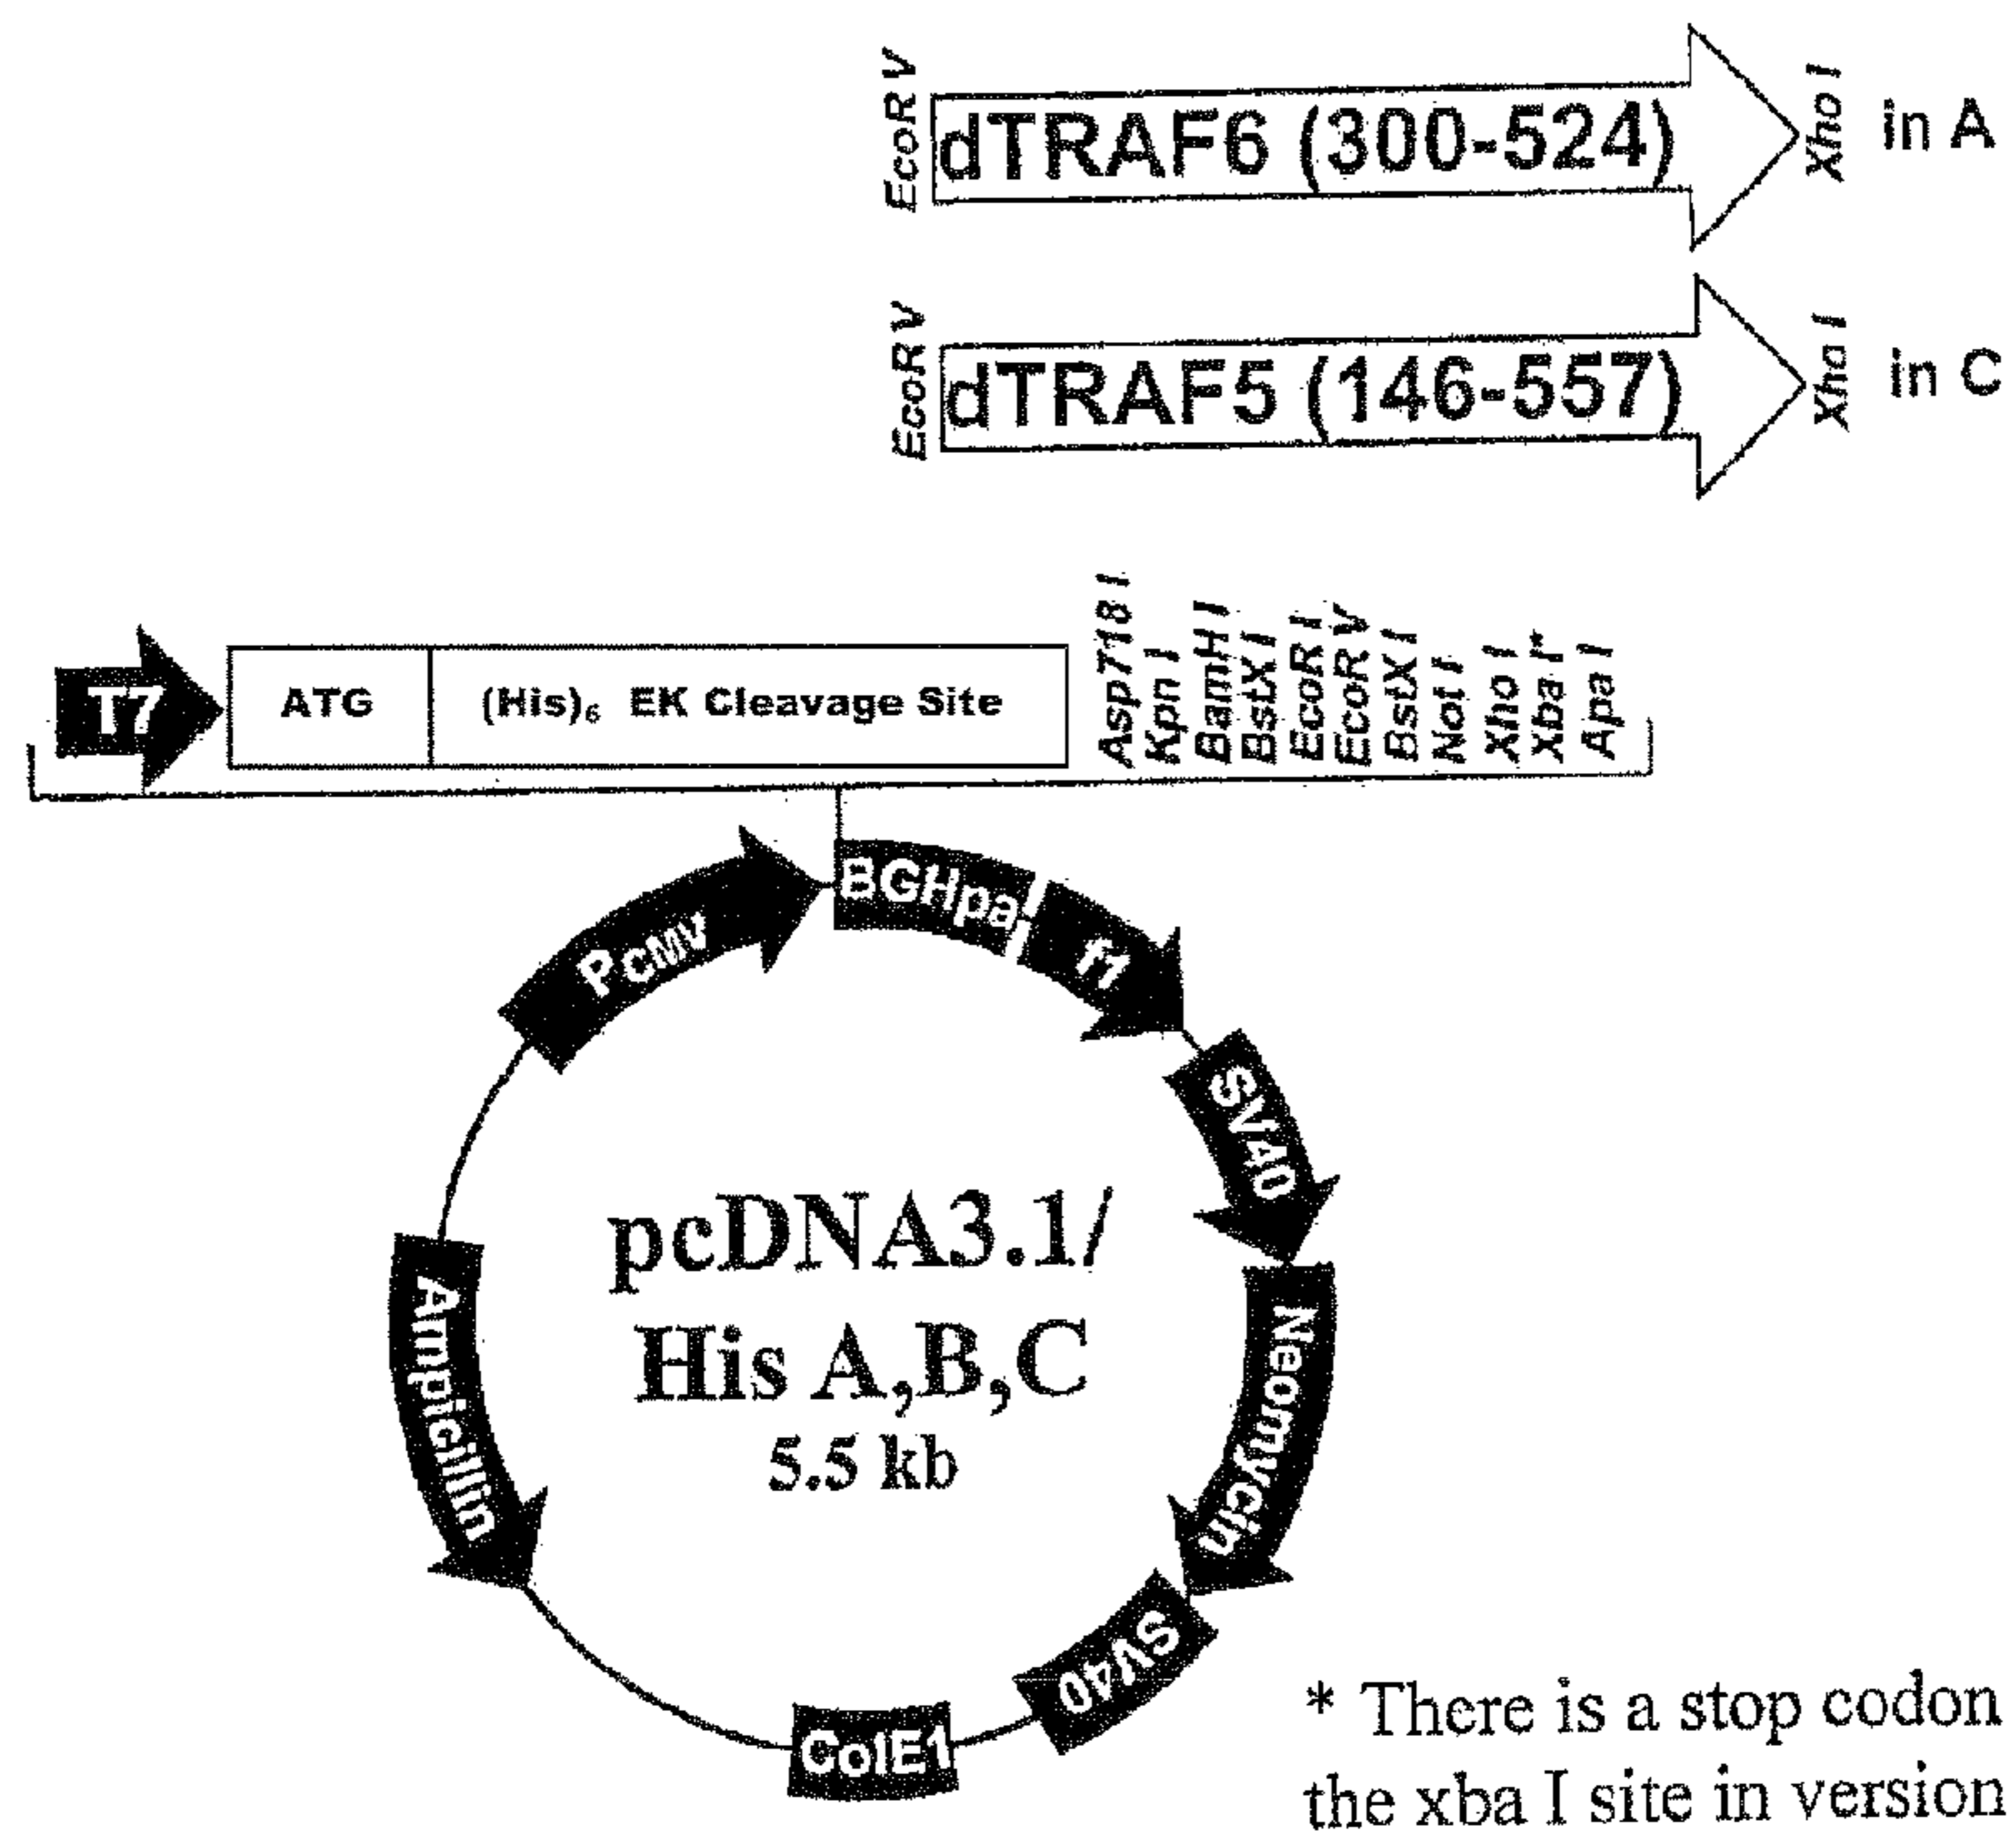 EcoR V
dTRAF6 (300-524)
Xho I
in A
EcoR V
dTRAF5 (146-557)
Xho I
in C
T7
ATG
(His)₆ EK Cleavage Site
Asp718 I
Kpn I
BamH I
BstX I
EcoR I
EcoR V
BstX I
Not I
Xho I
Xba I*
Apa I
PCMV
BGHpa
f1
SV40
Neomycin
SV40
ColE1
Ampicillin
pcDNA3.1/
His A,B,C
5.5 kb
* There is a stop codon
the xba I site in version